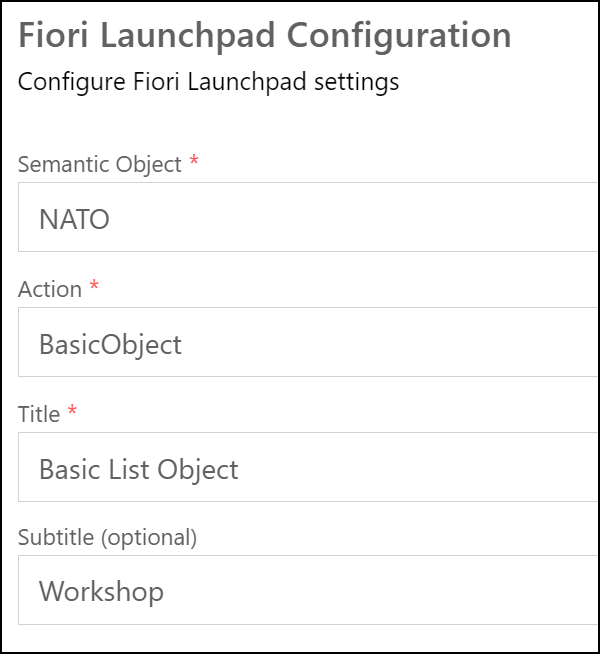 Fiori Launchpad Configuration
Configure Fiori Launchpad settings
Semantic Object *
NATO
Action *
BasicObject
Title *
Basic List Object
Subtitle (optional)
Workshop